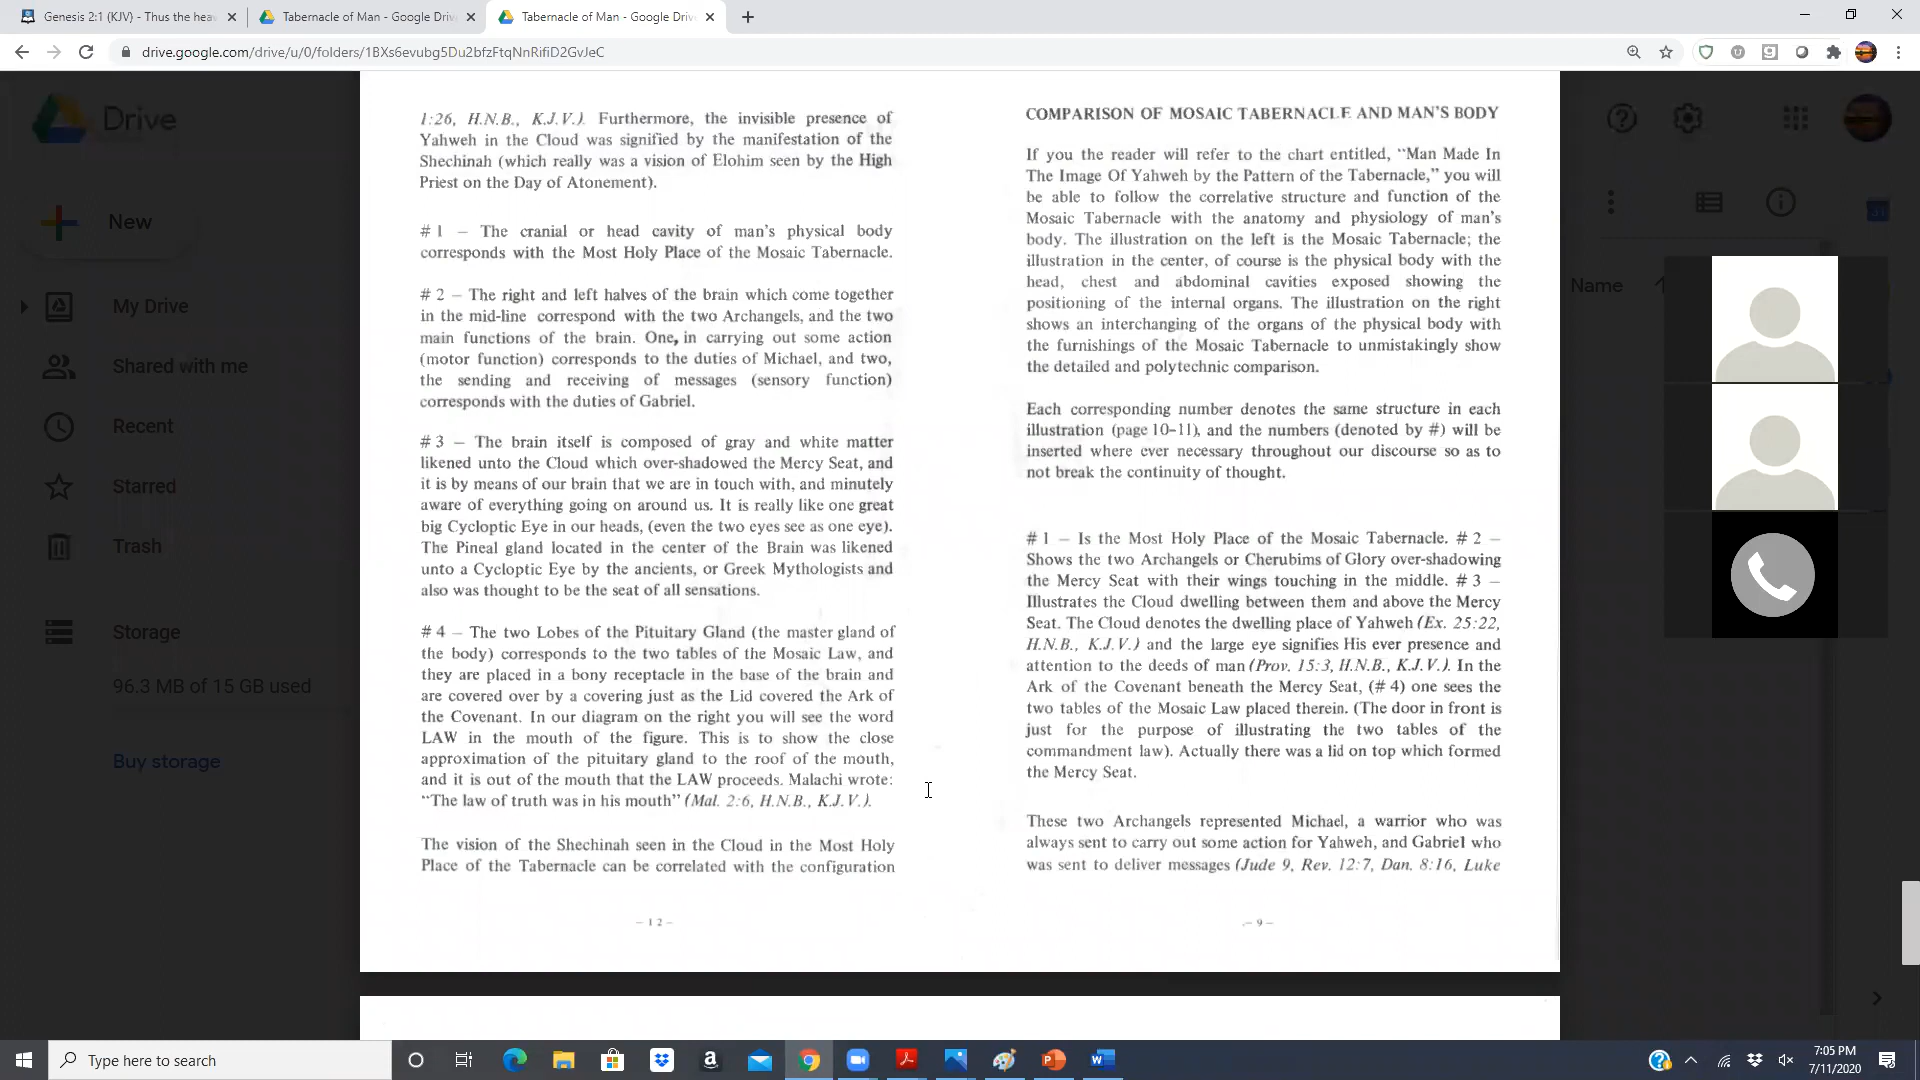 Genesis 2:1 (KJV) - Thus the hea
Tabernacle of Man - Google Driv
Tabernacle of Man - Google Driv
drive.google.com/drive/u/0/folders/1BXs6evubg5Du2bfzFtqNnRifiD2GvJeC
Drive
New
My Drive
Shared with me
Recent
Starred
Trash
Storage
96.3 MB of 15 GB used
Buy storage
Name
1:26, H.N.B., K.J.V.). Furthermore, the invisible presence of
Yahweh in the Cloud was signified by the manifestation of the
Shechinah (which really was a vision of Elohim seen by the High
Priest on the Day of Atonement).
# 1 – The cranial or head cavity of man's physical body
corresponds with the Most Holy Place of the Mosaic Tabernacle.
# 2 – The right and left halves of the brain which come together
in the mid-line correspond with the two Archangels, and the two
main functions of the brain. One, in carrying out some action
(motor function) corresponds to the duties of Michael, and two,
the sending and receiving of messages (sensory function)
corresponds with the duties of Gabriel.
# 3 – The brain itself is composed of gray and white matter
likened unto the Cloud which over-shadowed the Mercy Seat, and
it is by means of our brain that we are in touch with, and minutely
aware of everything going on around us. It is really like one great
big Cycloptic Eye in our heads, (even the two eyes see as one eye).
The Pineal gland located in the center of the Brain was likened
unto a Cycloptic Eye by the ancients, or Greek Mythologists and
also was thought to be the seat of all sensations.
# 4 – The two Lobes of the Pituitary Gland (the master gland of
the body) corresponds to the two tables of the Mosaic Law, and
they are placed in a bony receptacle in the base of the brain and
are covered over by a covering just as the Lid covered the Ark of
the Covenant. In our diagram on the right you will see the word
LAW in the mouth of the figure. This is to show the close
approximation of the pituitary gland to the roof of the mouth,
and it is out of the mouth that the LAW proceeds. Malachi wrote:
“The law of truth was in his mouth” (Mal. 2:6, H.N.B., K.J.V.).
The vision of the Shechinah seen in the Cloud in the Most Holy
Place of the Tabernacle can be correlated with the configuration
– 1 2 –
COMPARISON OF MOSAIC TABERNACLE AND MAN'S BODY
If you the reader will refer to the chart entitled, “Man Made In
The Image Of Yahweh by the Pattern of the Tabernacle,” you will
be able to follow the correlative structure and function of the
Mosaic Tabernacle with the anatomy and physiology of man's
body. The illustration on the left is the Mosaic Tabernacle; the
illustration in the center, of course is the physical body with the
head, chest and abdominal cavities exposed showing the
positioning of the internal organs. The illustration on the right
shows an interchanging of the organs of the physical body with
the furnishings of the Mosaic Tabernacle to unmistakingly show
the detailed and polytechnic comparison.
Each corresponding number denotes the same structure in each
illustration (page 10–11), and the numbers (denoted by #) will be
inserted where ever necessary throughout our discourse so as to
not break the continuity of thought.
# 1 – Is the Most Holy Place of the Mosaic Tabernacle. # 2 –
Shows the two Archangels or Cherubims of Glory over-shadowing
the Mercy Seat with their wings touching in the middle. # 3 –
Illustrates the Cloud dwelling between them and above the Mercy
Seat. The Cloud denotes the dwelling place of Yahweh (Ex. 25:22,
H.N.B., K.J.V.) and the large eye signifies His ever presence and
attention to the deeds of man (Prov. 15:3, H.N.B., K.J.V.). In the
Ark of the Covenant beneath the Mercy Seat, (# 4) one sees the
two tables of the Mosaic Law placed therein. (The door in front is
just for the purpose of illustrating the two tables of the
commandment law). Actually there was a lid on top which formed
the Mercy Seat.
These two Archangels represented Michael, a warrior who was
always sent to carry out some action for Yahweh, and Gabriel who
was sent to deliver messages (Jude 9, Rev. 12:7, Dan. 8:16, Luke
– 9 –
Type here to search
7:05 PM
7/11/2020